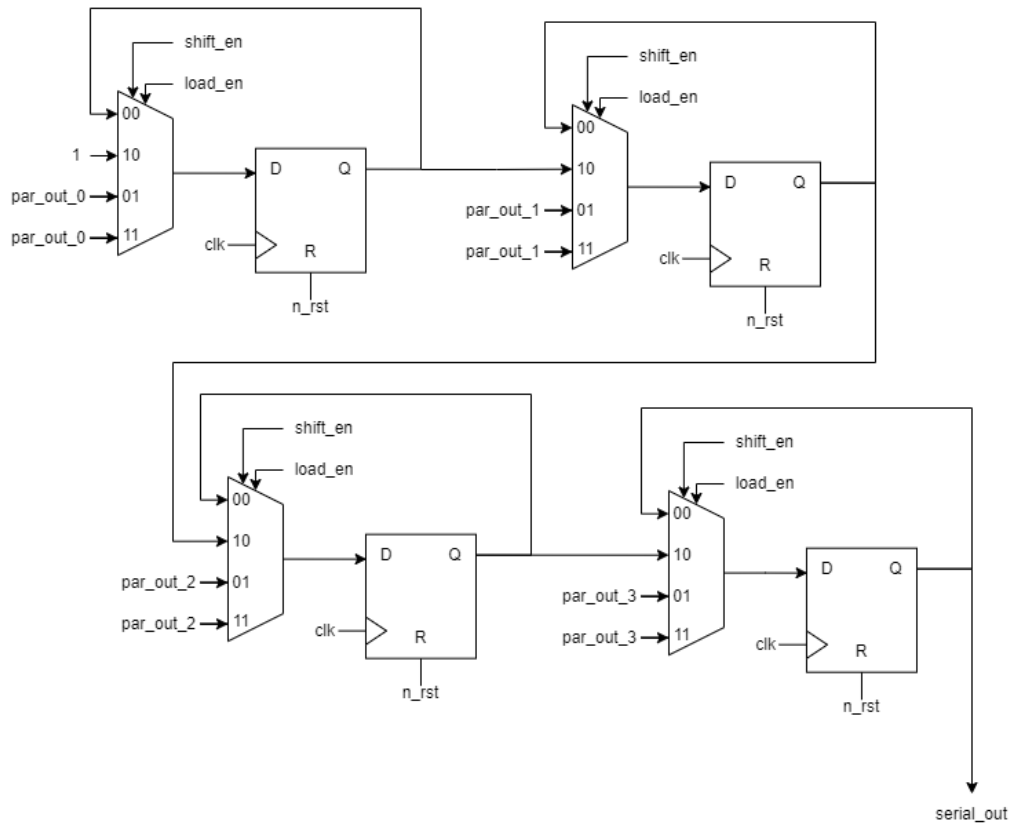 shift_en
load_en
00
1
10
par_out_0
01
par_out_0
11
D
Q
clk
R
n_rst
shift_en
load_en
00
10
par_out_1
01
par_out_1
11
D
Q
clk
R
n_rst
shift_en
load_en
00
10
par_out_2
01
par_out_2
11
D
Q
clk
R
n_rst
shift_en
load_en
00
10
par_out_3
01
par_out_3
11
D
Q
clk
R
n_rst
serial_out